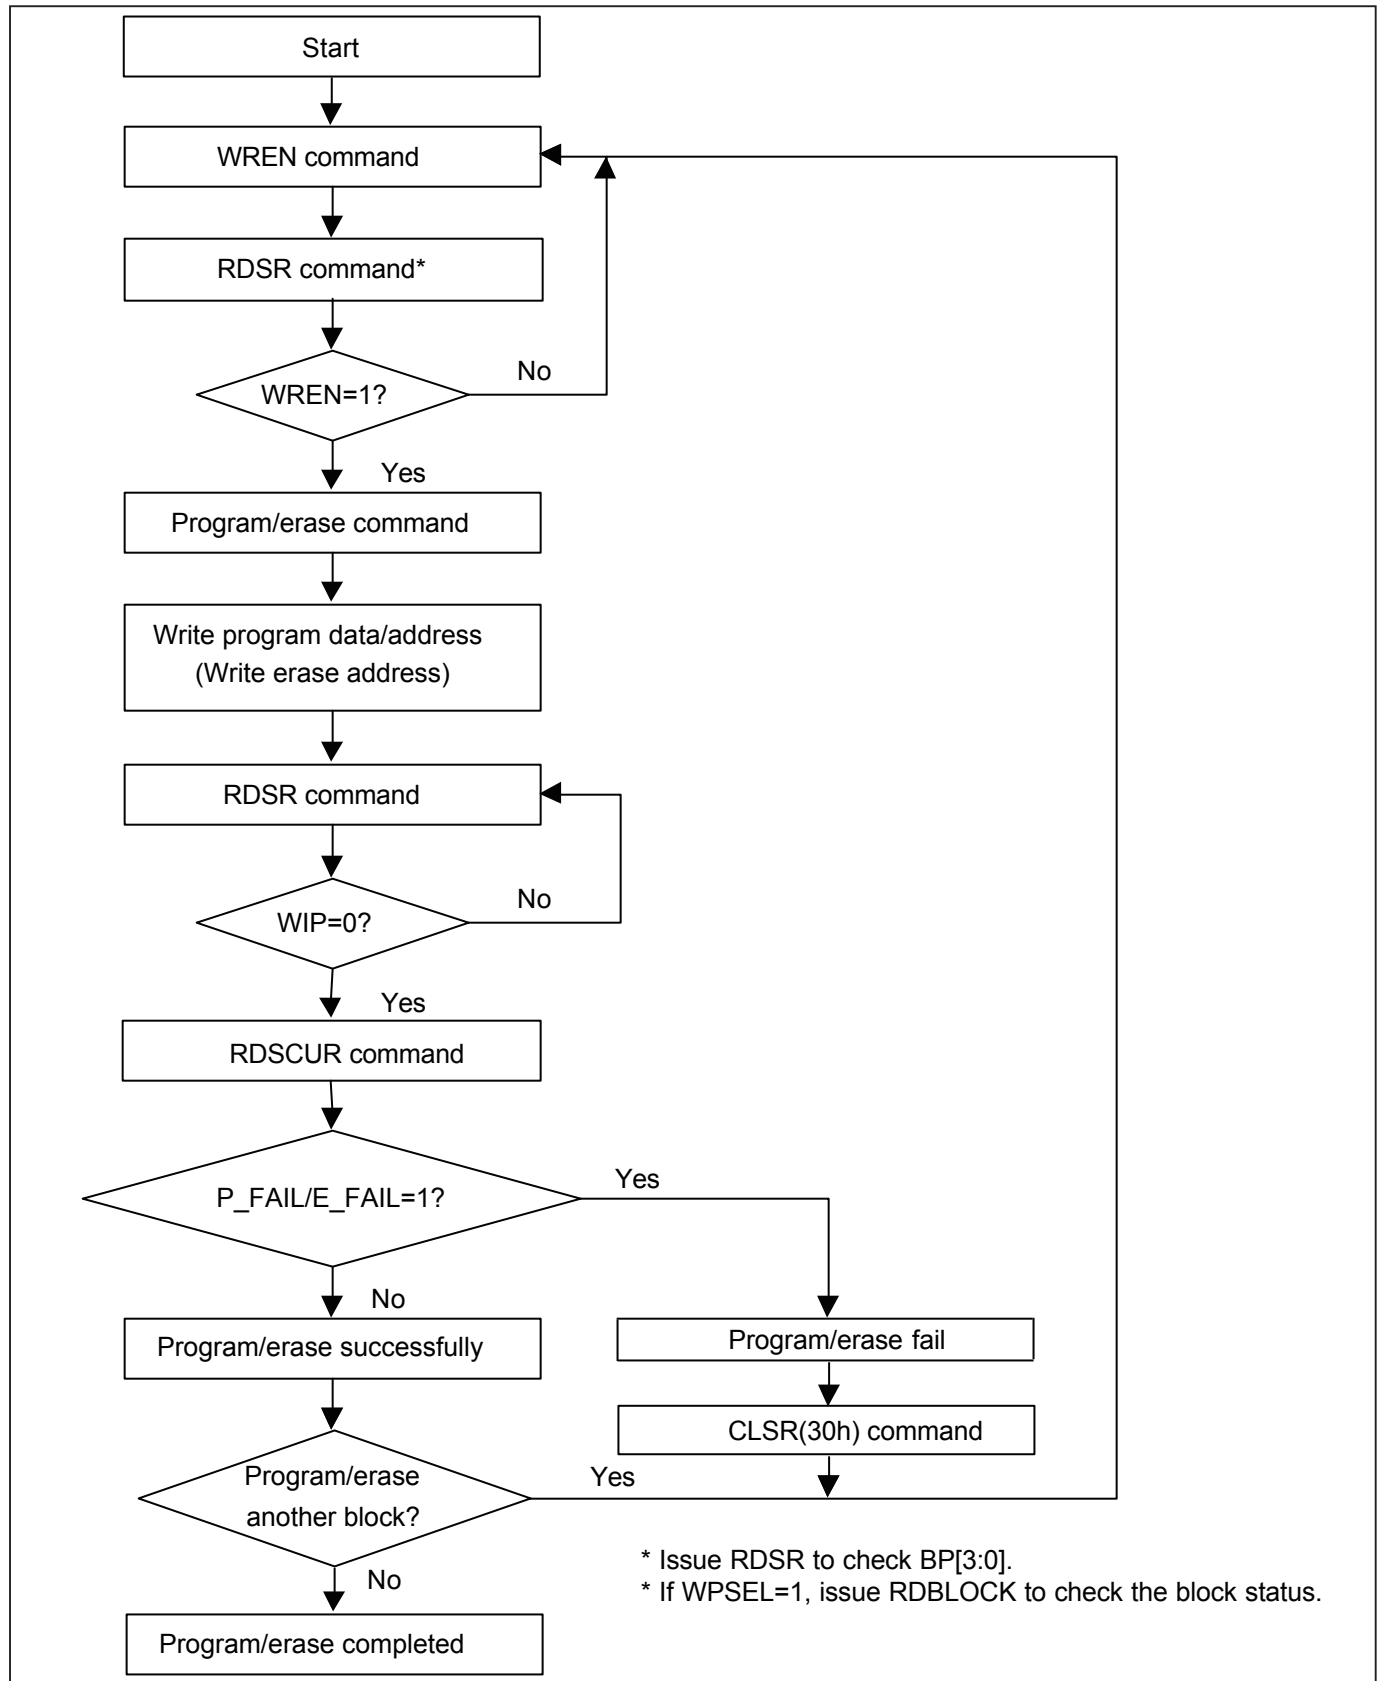 Start
WREN command
RDSR command*
WREN=1?
No
Yes
Program/erase command
Write program data/address
(Write erase address)
RDSR command
WIP=0?
No
Yes
RDSCUR command
P_FAIL/E_FAIL=1?
Yes
No
Program/erase successfully
Program/erase fail
CLSR(30h) command
Program/erase
another block?
Yes
No
* Issue RDSR to check BP[3:0].
* If WPSEL=1, issue RDBLOCK to check the block status.
Program/erase completed